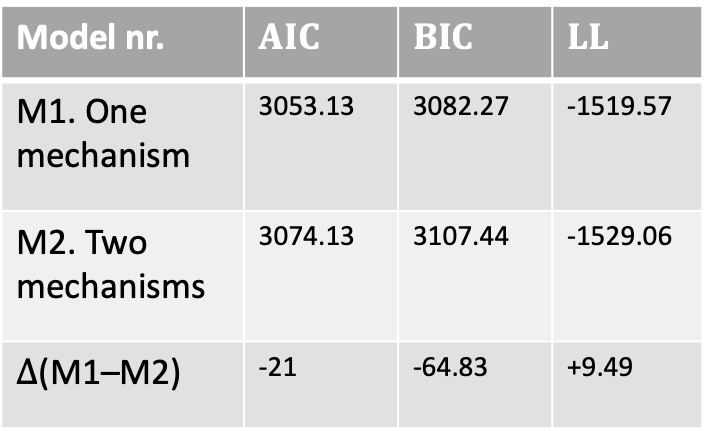 Model nr. AIC BIC LL
M1. One mechanism 3053.13 3082.27 -1519.57
M2. Two mechanisms 3074.13 3107.44 -1529.06
Δ(M1–M2) -21 -64.83 +9.49